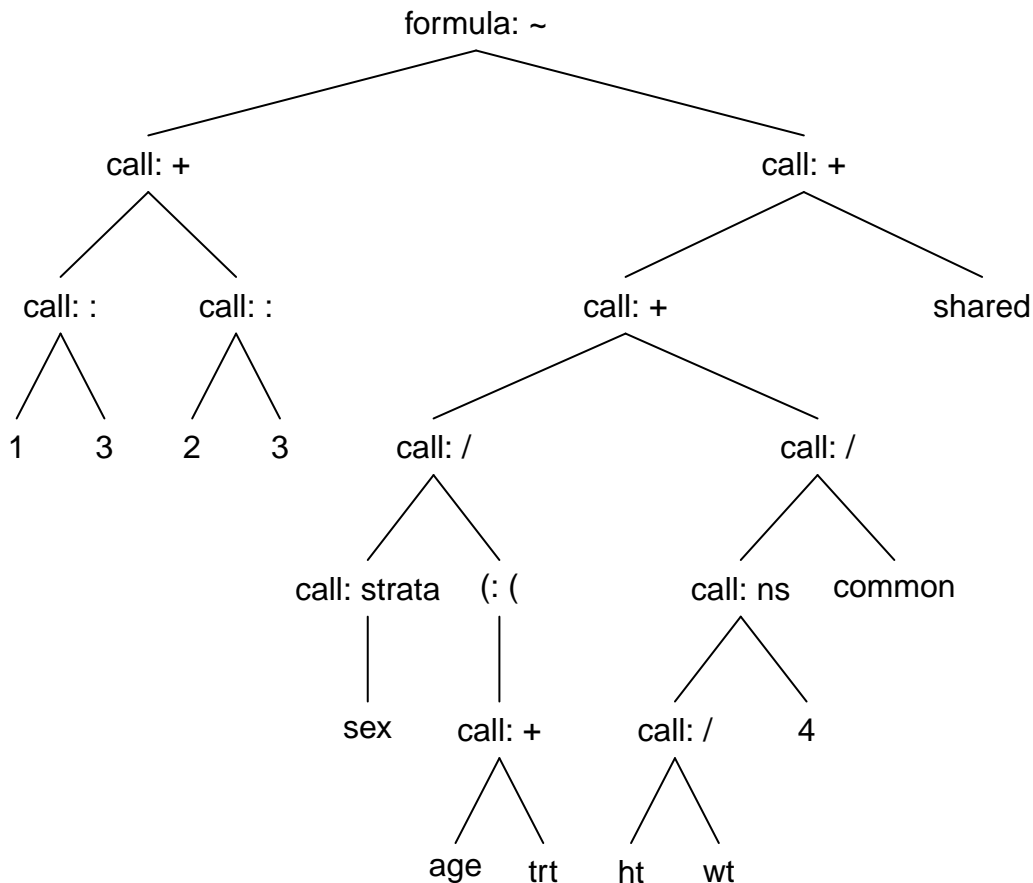 formula: ~
call: + call: +
call: : call: : call: + shared
1 3 2 3 call: / call: /
call: strata (: ( call: ns common
sex call: + call: / 4
age trt ht wt